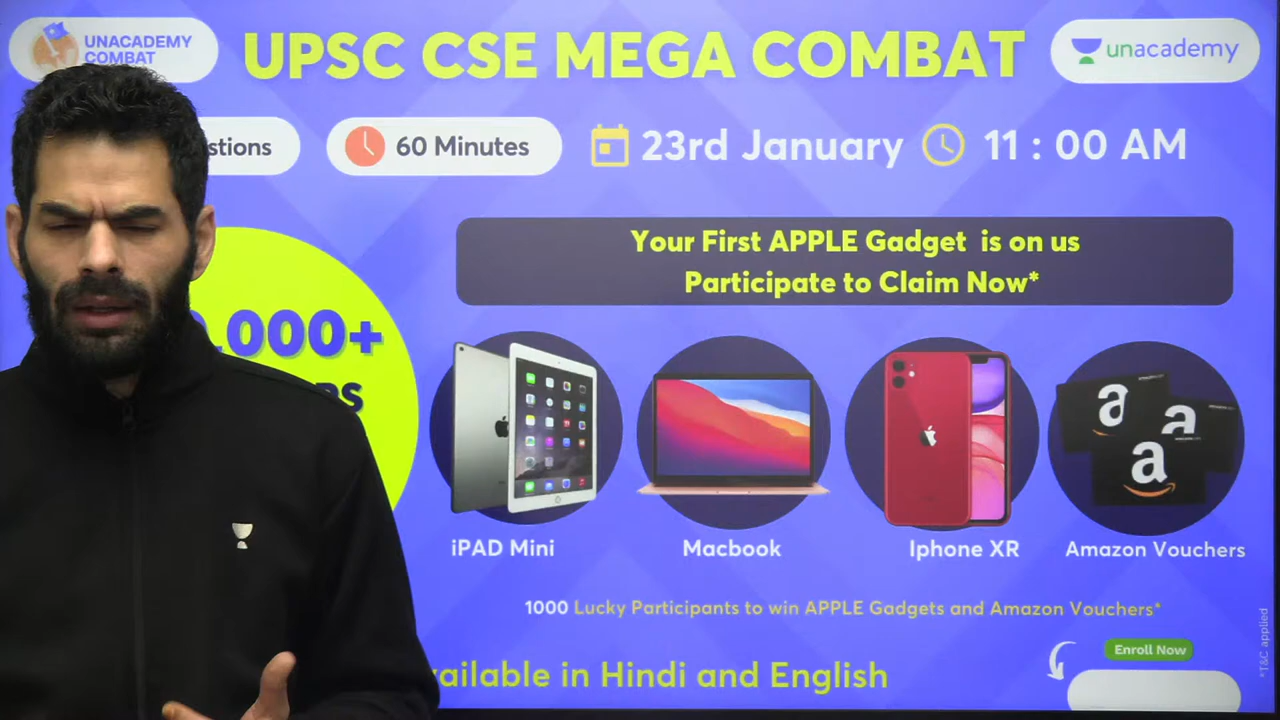 UNACADEMY
COMBAT
UPSC CSE MEGA COMBAT
unacademy
60 Minutes
23rd January
11 : 00 AM
Your First APPLE Gadget is on us
Participate to Claim Now*
.000+
iPAD Mini
Macbook
Iphone XR
Amazon Vouchers
1000 Lucky Participants to win APPLE Gadgets and Amazon Vouchers*
Enroll Now
in Hindi and English
*T&C applied